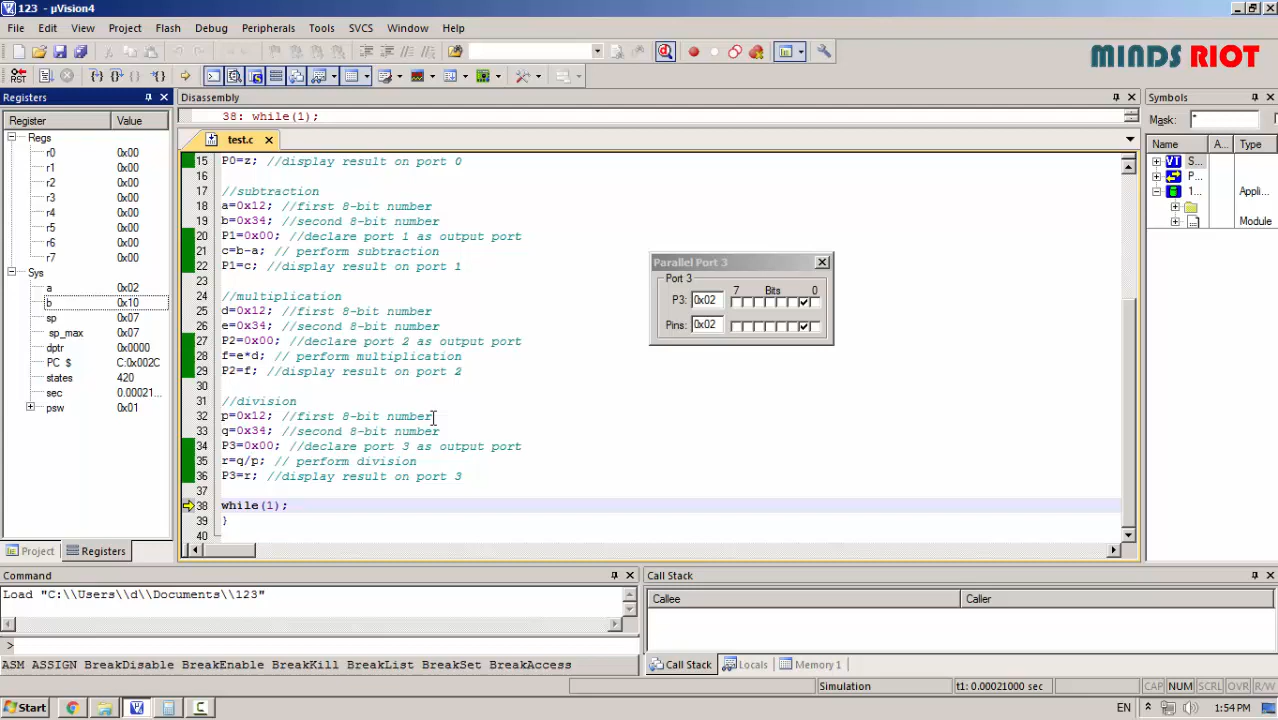 123 - µVision4
File Edit View Project Flash Debug Peripherals Tools SVCS Window Help
MINDS RIOT
RST
Registers
Register Value
Regs
r0 0x00
r1 0x00
r2 0x00
r3 0x00
r4 0x00
r5 0x00
r6 0x00
r7 0x00
Sys
a 0x02
b 0x10
sp 0x07
sp_max 0x07
dptr 0x0000
PC $ C:0x002C
states 420
sec 0.00021...
psw 0x01
Project Registers
Disassembly
38: while(1);
test.c
15 P0=z; //display result on port 0
16
17 //subtraction
18 a=0x12; //first 8-bit number
19 b=0x34; //second 8-bit number
20 P1=0x00; //declare port 1 as output port
21 c=b-a; // perform subtraction
22 P1=c; //display result on port 1
23
24 //multiplication
25 d=0x12; //first 8-bit number
26 e=0x34; //second 8-bit number
27 P2=0x00; //declare port 2 as output port
28 f=e*d; // perform multiplication
29 P2=f; //display result on port 2
30
31 //division
32 p=0x12; //first 8-bit number
33 q=0x34; //second 8-bit number
34 P3=0x00; //declare port 3 as output port
35 r=q/p; // perform division
36 P3=r; //display result on port 3
37
38 while(1);
39 }
40
Parallel Port 3
Port 3
7 Bits 0
P3: 0x02
Pins: 0x02
Symbols
Mask: *
Name A... Type
S...
P...
1... Appli...
Module
Command
Load "C:\\Users\\d\\Documents\\123"
>
ASM ASSIGN BreakDisable BreakEnable BreakKill BreakList BreakSet BreakAccess
Call Stack
Callee Caller
Call Stack Locals Memory 1
Simulation t1: 0.00021000 sec CAP NUM SCRL OVR R/W
Start EN 1:54 PM